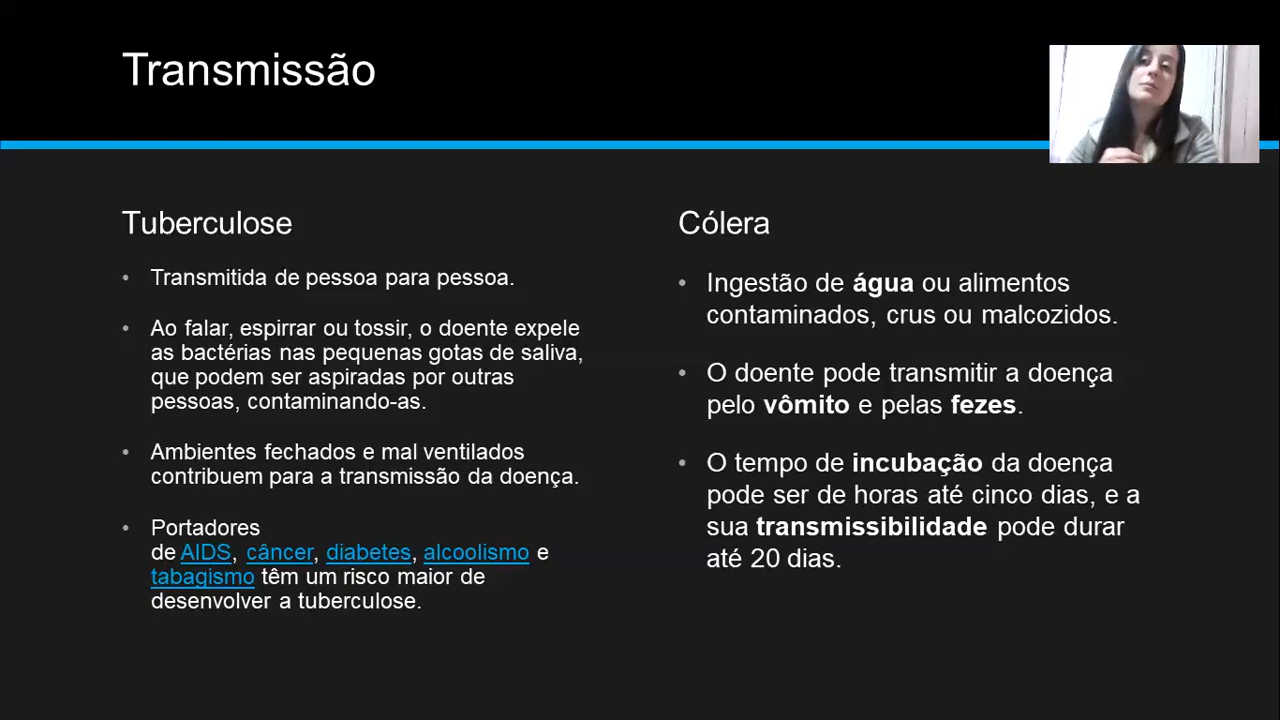 Transmissão
Tuberculose
• Transmitida de pessoa para pessoa.
• Ao falar, espirrar ou tossir, o doente expele
as bactérias nas pequenas gotas de saliva,
que podem ser aspiradas por outras
pessoas, contaminando-as.
• Ambientes fechados e mal ventilados
contribuem para a transmissão da doença.
• Portadores
de AIDS, câncer, diabetes, alcoolismo e
tabagismo têm um risco maior de
desenvolver a tuberculose.
Cólera
• Ingestão de água ou alimentos
contaminados, crus ou malcozidos.
• O doente pode transmitir a doença
pelo vômito e pelas fezes.
• O tempo de incubação da doença
pode ser de horas até cinco dias, e a
sua transmissibilidade pode durar
até 20 dias.